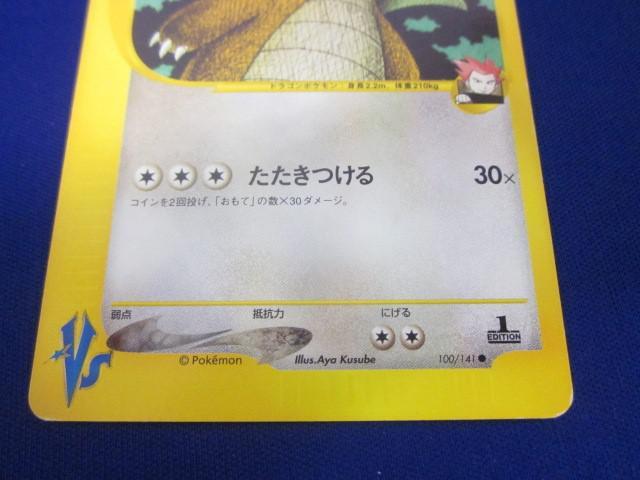 ドラゴンポケモン 身長2.2m, 体重210kg
たたきつける 30×
コインを2回投げ、「おもて」の数×30ダメージ。
弱点 抵抗力 にげる
© Pokémon Illus.Aya Kusube 100/141 ●
1 EDITION
VS